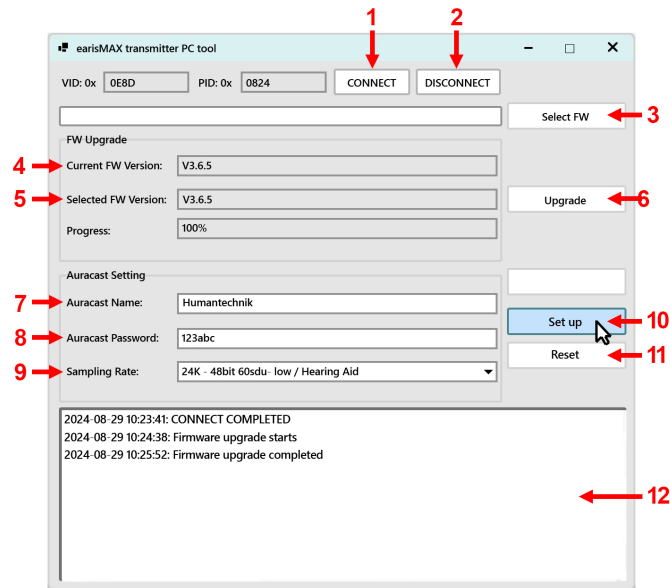 1 2
earisMAX transmitter PC tool
VID: 0x 0E8D PID: 0x 0824 CONNECT DISCONNECT
Select FW 3
FW Upgrade
4 Current FW Version: V3.6.5
5 Selected FW Version: V3.6.5 Upgrade 6
Progress: 100%
Auracast Setting
7 Auracast Name: Humantechnik
Set up 10
8 Auracast Password: 123abc
Reset 11
9 Sampling Rate: 24K - 48bit 60sdu- low / Hearing Aid
2024-08-29 10:23:41: CONNECT COMPLETED
2024-08-29 10:24:38: Firmware upgrade starts
2024-08-29 10:25:52: Firmware upgrade completed
12